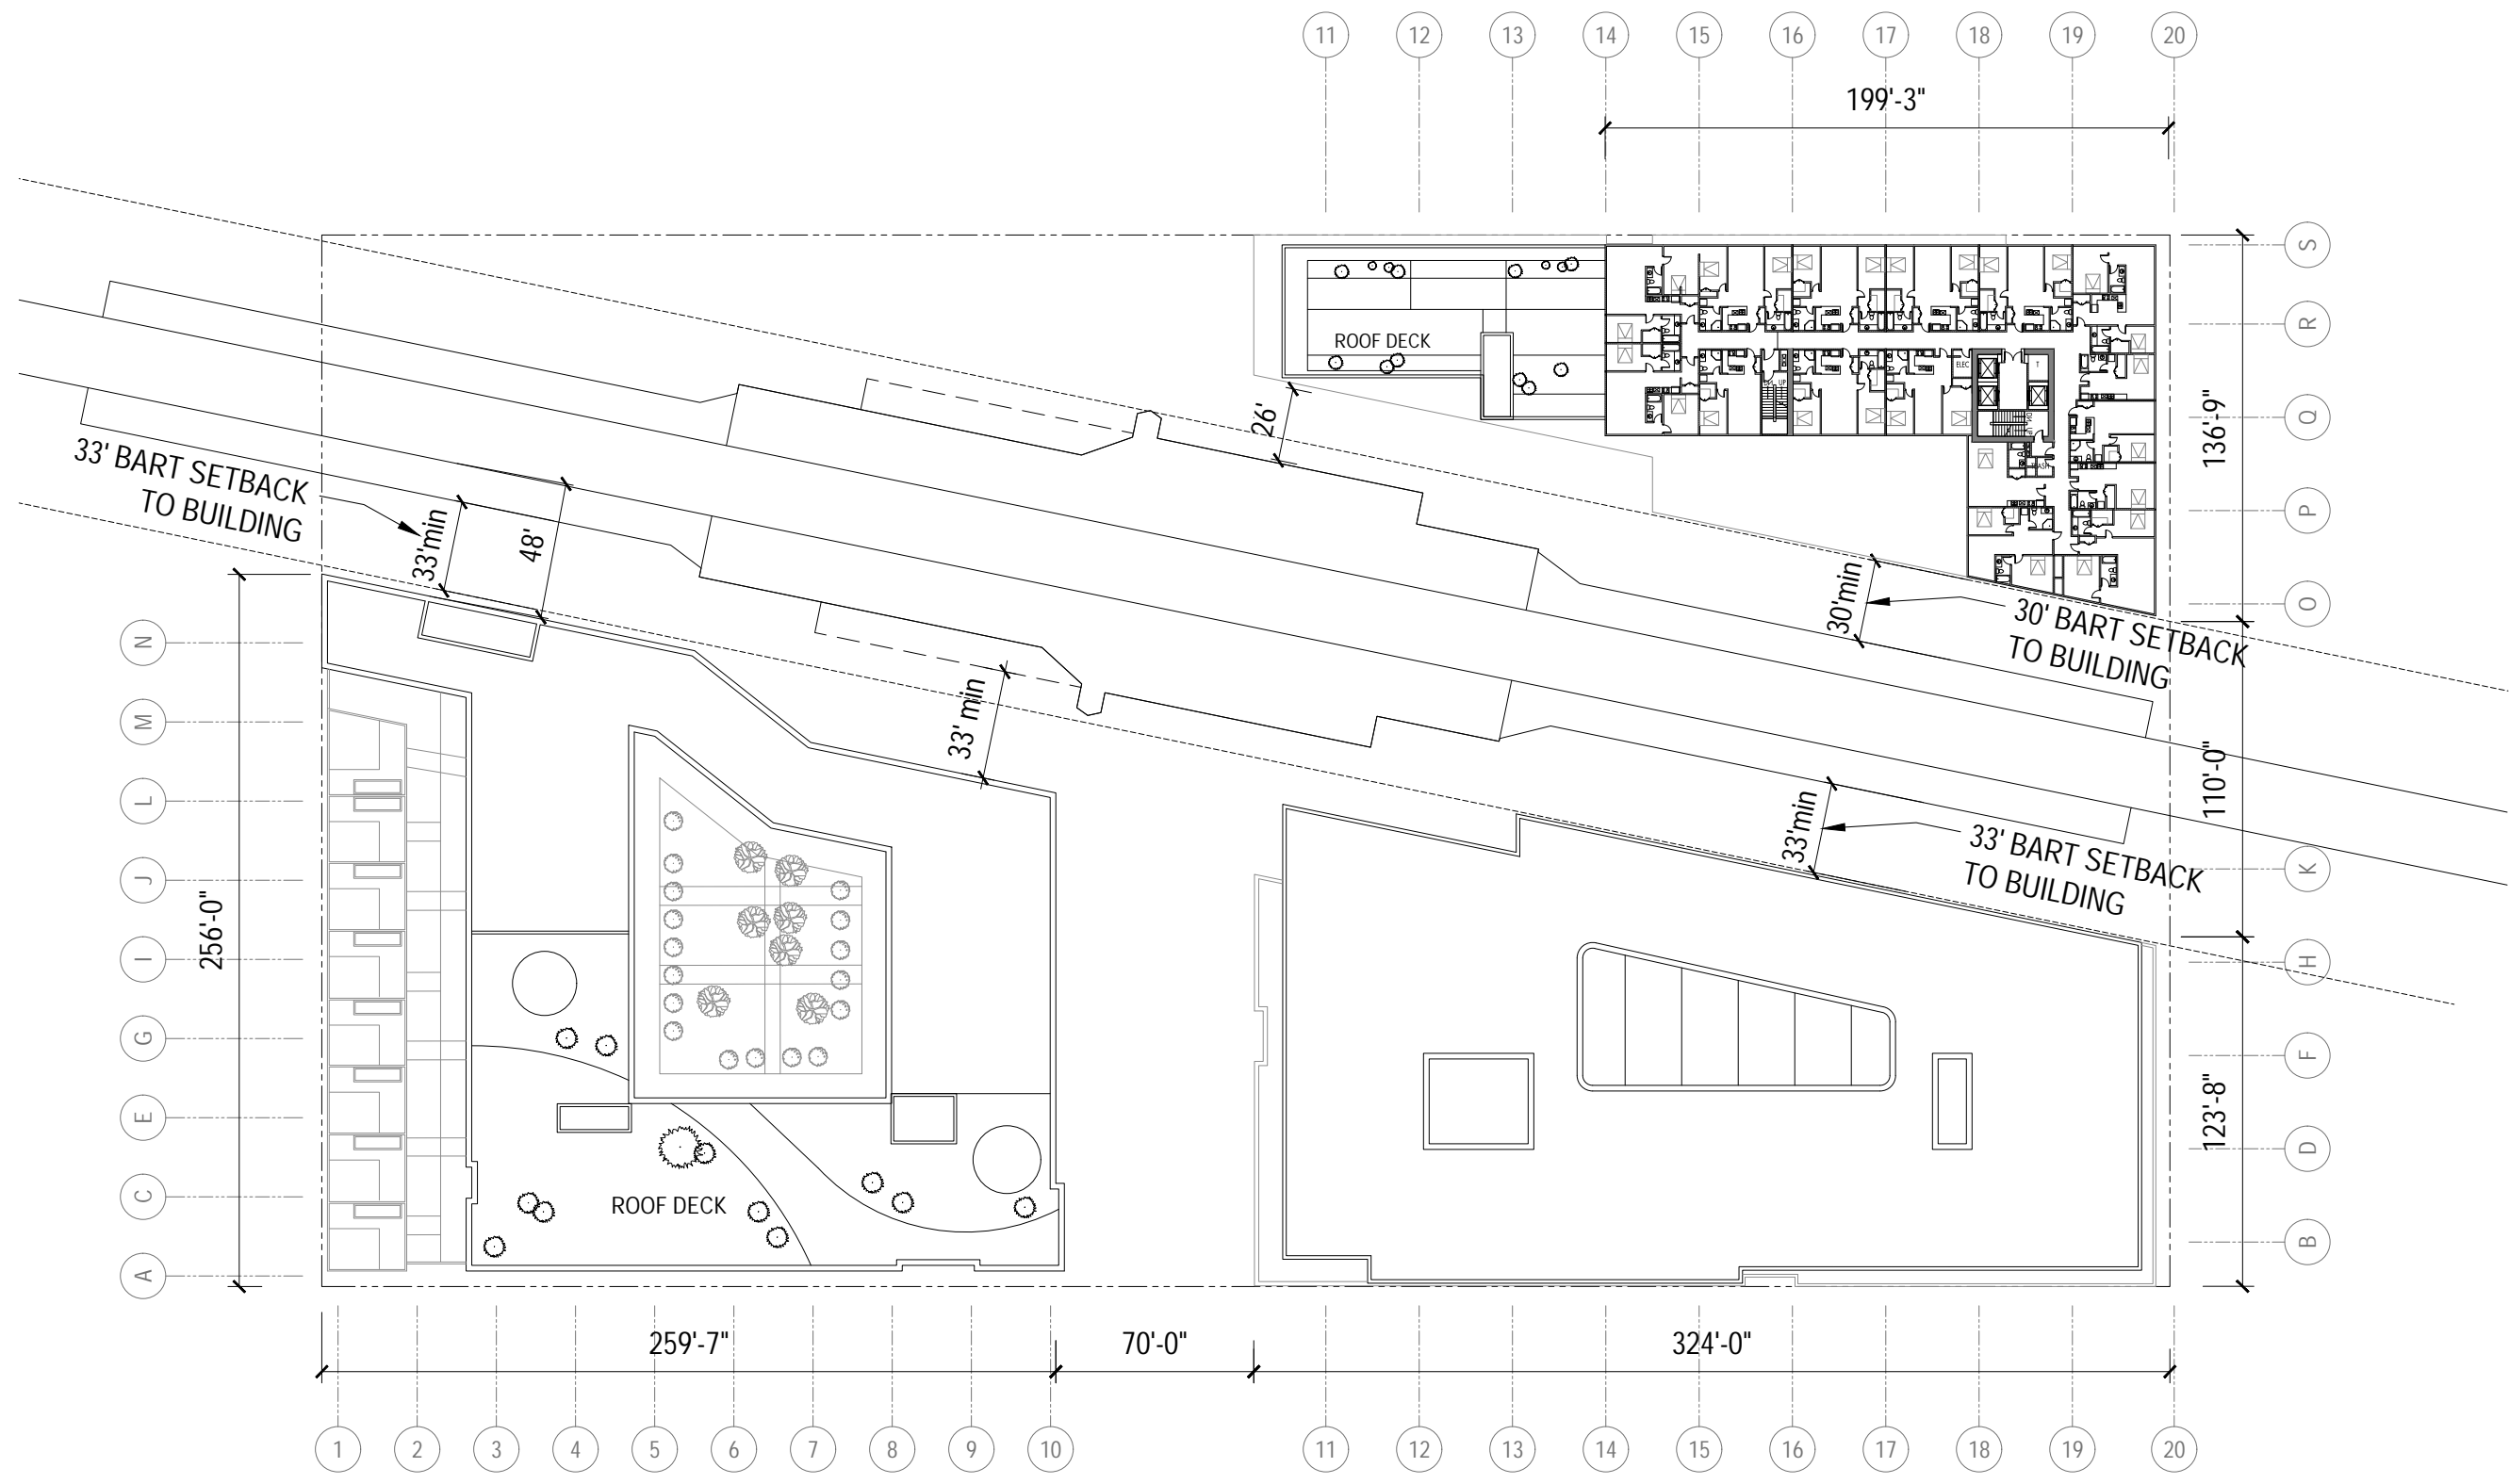 11 12 13 14 15 16 17 18 19 20
199'-3"
S
R
Q
P
O
136'-9"
ROOF DECK
UP
ELEC
T
TRASH
26'
33' BART SETBACK
TO BUILDING
33'min
48'
30'min
30' BART SETBACK
TO BUILDING
110'-0"
33' min
33'min
33' BART SETBACK
TO BUILDING
N
M
L
J
I
G
E
C
A
256'-0"
K
H
F
D
B
123'-8"
ROOF DECK
259'-7" 70'-0" 324'-0"
1 2 3 4 5 6 7 8 9 10 11 12 13 14 15 16 17 18 19 20